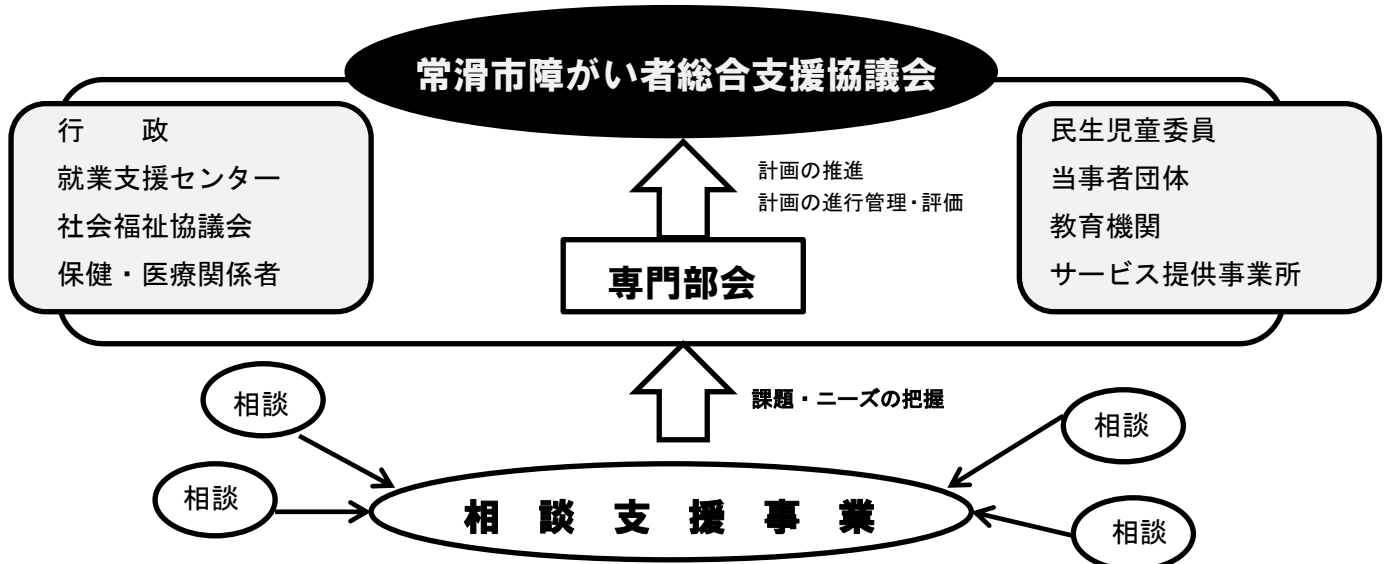 常滑市障がい者総合支援協議会
行　　政
就業支援センター
社会福祉協議会
保健・医療関係者
計画の推進
計画の進行管理・評価
専門部会
民生児童委員
当事者団体
教育機関
サービス提供事業所
課題・ニーズの把握
相談
相談
相談
相談
相　談　支　援　事　業